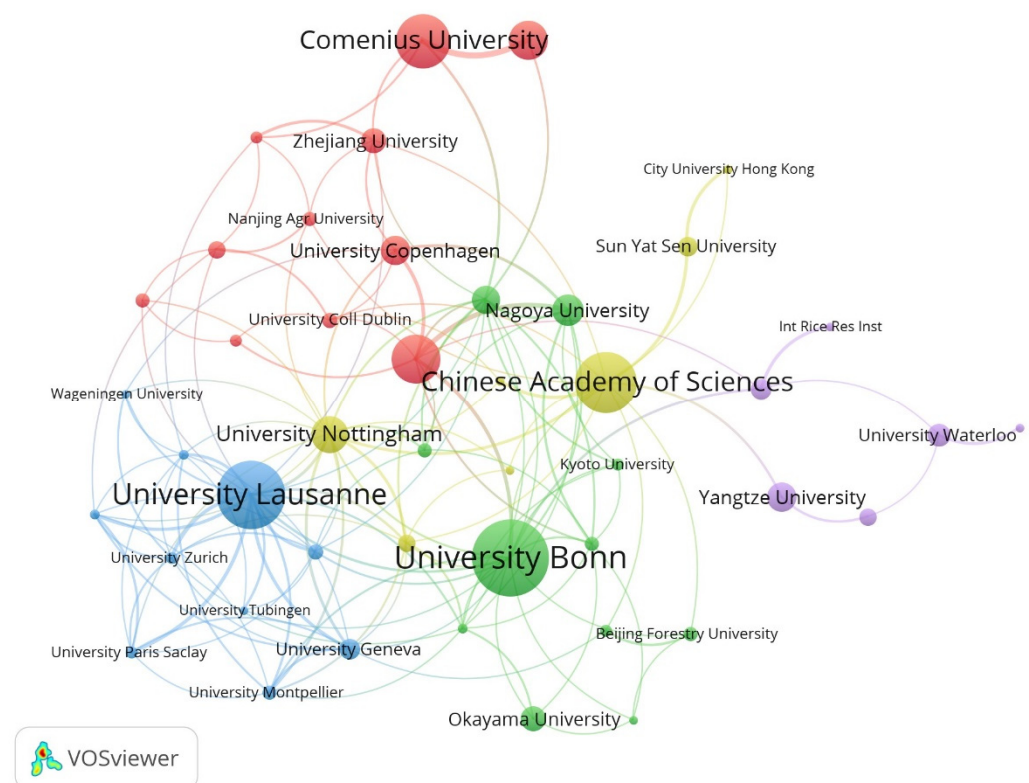 Comenius University
Zhejiang University
City University Hong Kong
Nanjing Agr University
Sun Yat Sen University
University Copenhagen
Nagoya University
University Coll Dublin
Int Rice Res Inst
Chinese Academy of Sciences
Wageningen University
University Nottingham
University Waterloo
Kyoto University
University Lausanne
Yangtze University
University Zurich
University Bonn
University Tubingen
Beijing Forestry University
University Paris Saclay
University Geneva
University Montpellier
Okayama University
VOSviewer